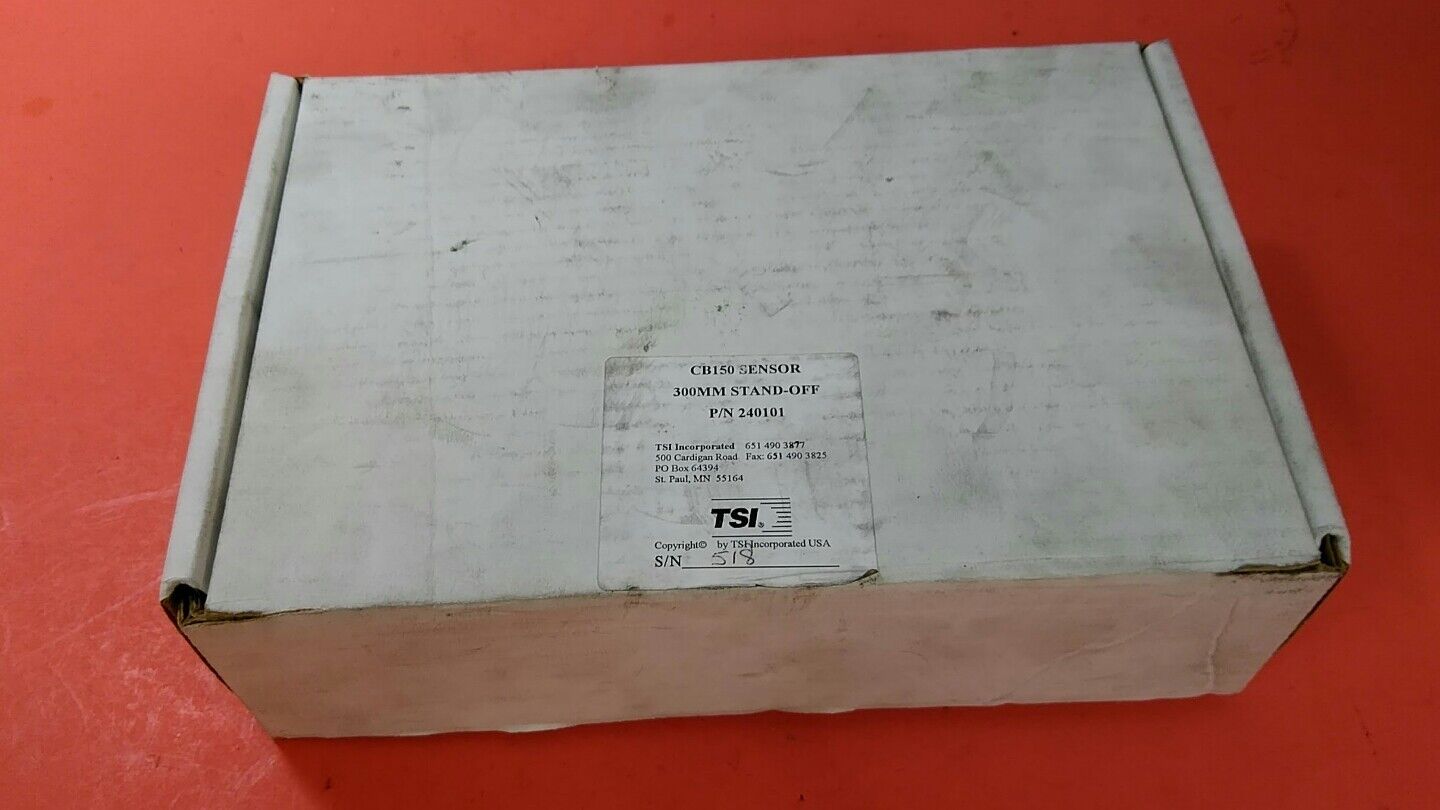 CB150 SENSOR
300MM STAND-OFF
P/N 240101
TSI Incorporated 651 490 3877
500 Cardigan Road Fax: 651 490 3825
PO Box 64394
St. Paul, MN 55164
TSI®
Copyright© by TSI Incorporated USA
S/N 518